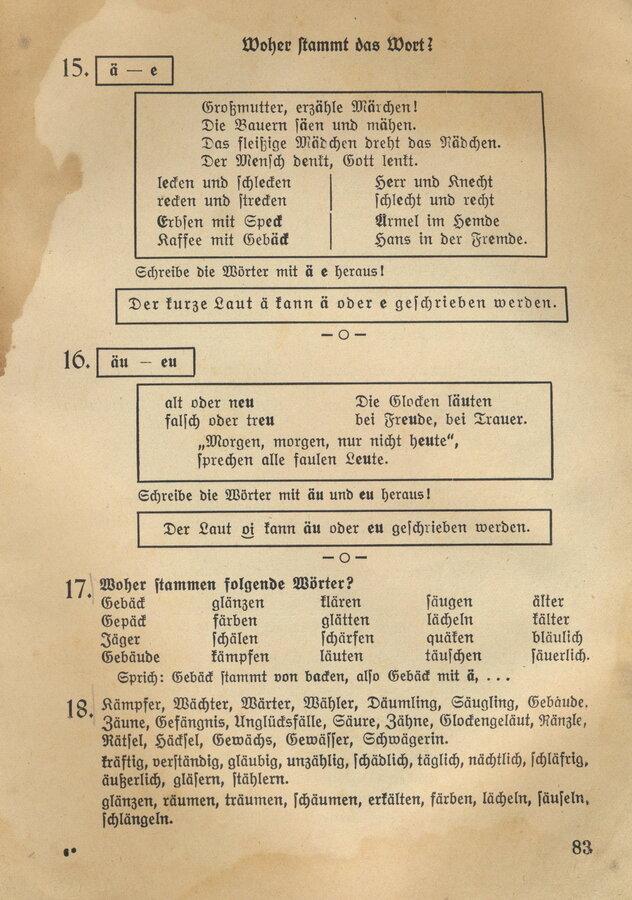 Woher stammt das Wort?
15. ä — e
Großmutter, erzähle Märchen!
Die Bauern säen und mähen.
Das fleißige Mädchen dreht das Rädchen.
Der Mensch denkt, Gott lenkt.
lecken und schlecken Herr und Knecht
recken und strecken schlecht und recht
Erbsen mit Speck Ärmel im Hemde
Kaffee mit Gebäck Hans in der Fremde.
Schreibe die Wörter mit ä e heraus!
Der kurze Laut ä kann ä oder e geschrieben werden.
—o—
16. äu — eu
alt oder neu Die Glocken läuten
falsch oder treu bei Freude, bei Trauer.
„Morgen, morgen, nur nicht heute“,
sprechen alle faulen Leute.
Schreibe die Wörter mit äu und eu heraus!
Der Laut oi kann äu oder eu geschrieben werden.
—o—
17. Woher stammen folgende Wörter?
Gebäck glänzen klären säugen älter
Gepäck färben glätten lächeln kälter
Jäger schälen schärfen quäken bläulich
Gebäude kämpfen läuten täuschen säuerlich.
Sprich: Gebäck stammt von backen, also Gebäck mit ä, ...
18. Kämpfer, Wächter, Wärter, Wähler, Däumling, Säugling, Gebäude,
Zäune, Gefängnis, Unglücksfälle, Säure, Zähne, Glockengeläut, Ränzle,
Rätsel, Häcksel, Gewächs, Gewässer, Schwägerin.
kräftig, verständig, gläubig, unzählig, schädlich, täglich, nächtlich, schläfrig,
äußerlich, gläsern, stählern.
glänzen, räumen, träumen, schäumen, erkälten, färben, lächeln, säuseln,
schlängeln.
83